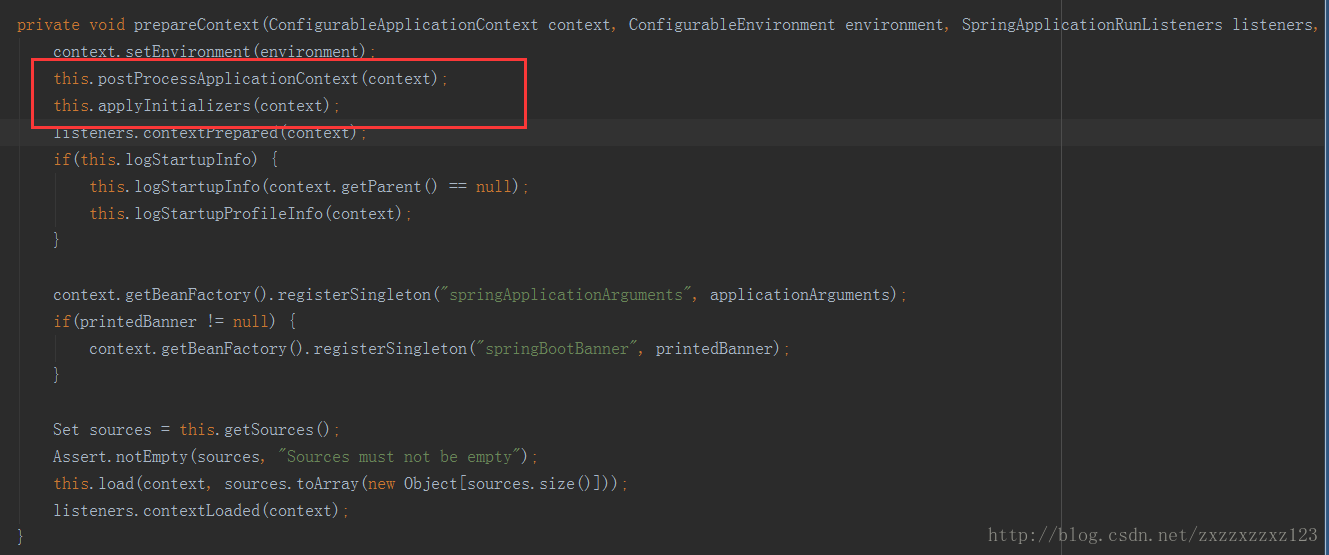 private void prepareContext(ConfigurableApplicationContext context, ConfigurableEnvironment environment, SpringApplicationRunListeners listeners,
context.setEnvironment(environment);
this.postProcessApplicationContext(context);
this.applyInitializers(context);
listeners.contextPrepared(context);
if(this.logStartupInfo) {
this.logStartupInfo(context.getParent() == null);
this.logStartupProfileInfo(context);
}
context.getBeanFactory().registerSingleton("springApplicationArguments", applicationArguments);
if(printedBanner != null) {
context.getBeanFactory().registerSingleton("springBootBanner", printedBanner);
}
Set sources = this.getSources();
Assert.notEmpty(sources, "Sources must not be empty");
this.load(context, sources.toArray(new Object[sources.size()]));
listeners.contextLoaded(context);
}
http://blog.csdn.net/zxzzxzzxz123